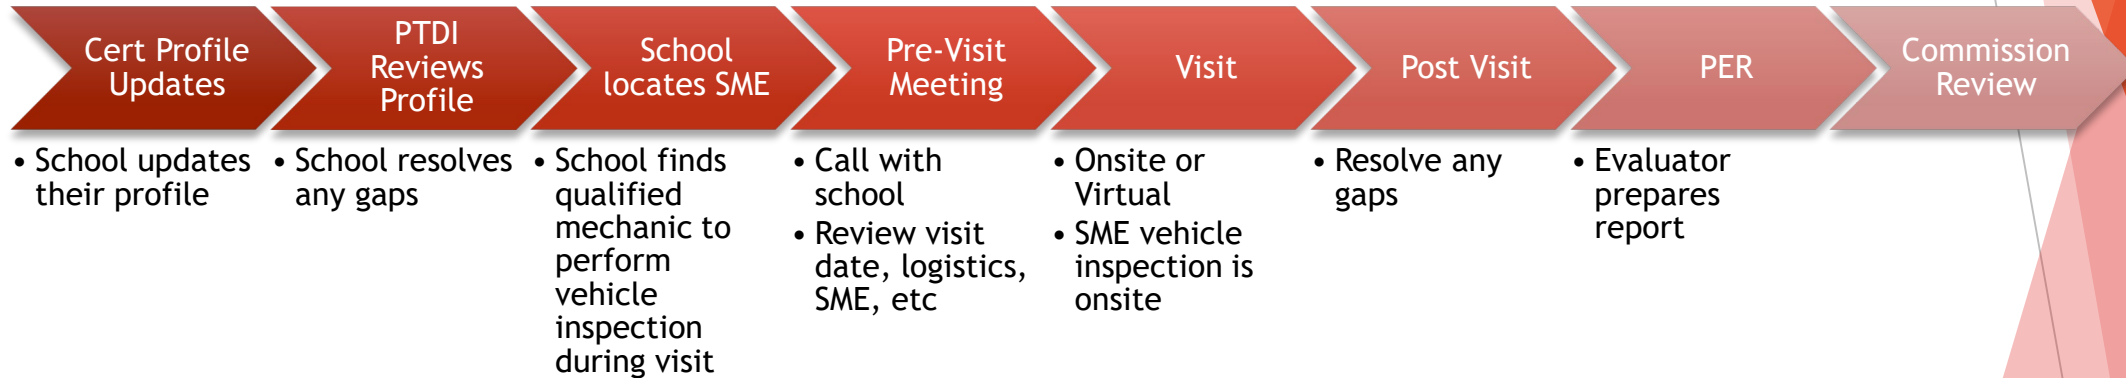 Cert Profile
Updates
PTDI
Reviews
Profile
School
locates SME
Pre-Visit
Meeting
Visit
Post Visit
PER
Commission
Review
• School updates
their profile
• School resolves
any gaps
• School finds
qualified
mechanic to
perform
vehicle
inspection
during visit
• Call with
school
• Review visit
date, logistics,
SME, etc
• Onsite or
Virtual
• SME vehicle
inspection is
onsite
• Resolve any
gaps
• Evaluator
prepares
report